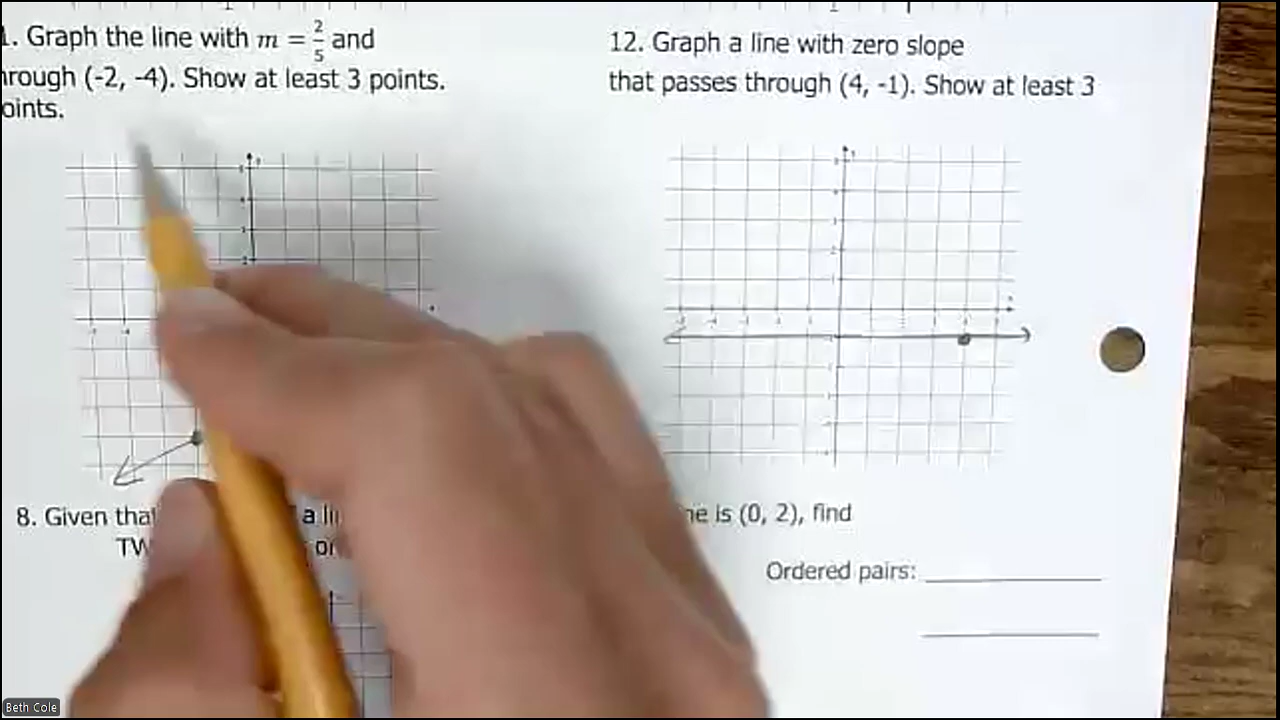 1. Graph the line with m = 2/5 and
hrough (-2, -4). Show at least 3 points.
oints.
12. Graph a line with zero slope
that passes through (4, -1). Show at least 3
8. Given that
a li
ne is (0, 2), find
TW
or
Ordered pairs:
Beth Cole